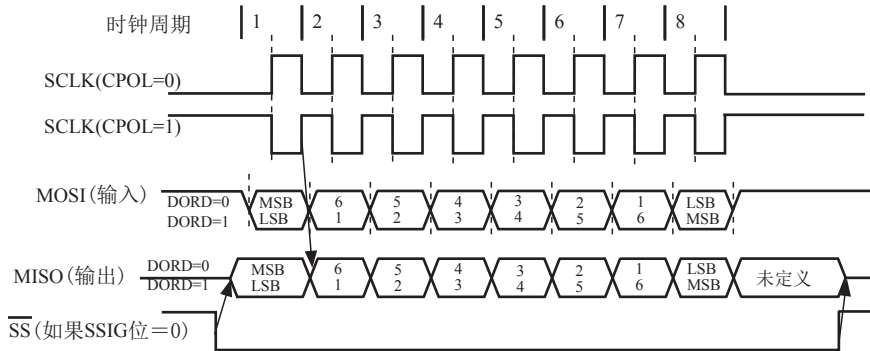 时钟周期 1 2 3 4 5 6 7 8
SCLK(CPOL=0)
SCLK(CPOL=1)
MOSI(输入) DORD=0 MSB 6 5 4 3 2 1 LSB
DORD=1 LSB 1 2 3 4 5 6 MSB
MISO(输出) DORD=0 MSB 6 5 4 3 2 1 LSB 未定义
DORD=1 LSB 1 2 3 4 5 6 MSB
SS(如果SSIG位=0)